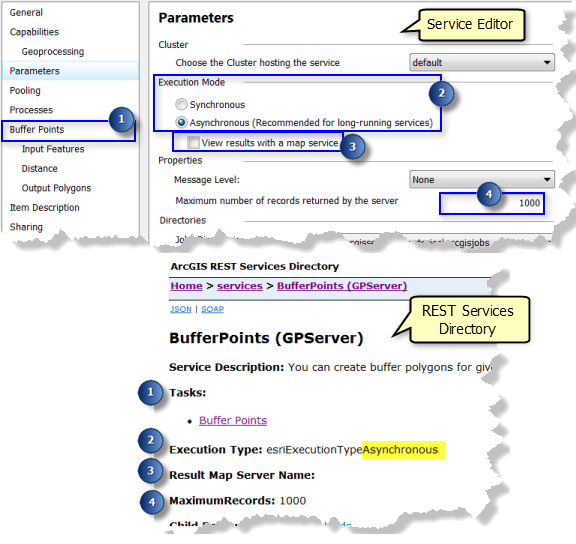 General
Capabilities
Geoprocessing
Parameters
Pooling
Processes
1
Buffer Points
Input Features
Distance
Output Polygons
Item Description
Sharing
Parameters
Service Editor
Cluster
Choose the Cluster hosting the service
default
Execution Mode
2
Synchronous
Asynchronous (Recommended for long-running services)
View results with a map service
3
Properties
Message Level:
None
4
Maximum number of records returned by the server
1000
Directories
ArcGIS REST Services Directory
Home > services > BufferPoints (GPServer)
JSON | SOAP
REST Services
Directory
BufferPoints (GPServer)
Service Description: You can create buffer polygons for
1
Tasks:
• Buffer Points
2
Execution Type: esriExecutionTypeAsynchronous
3
Result Map Server Name:
4
MaximumRecords: 1000